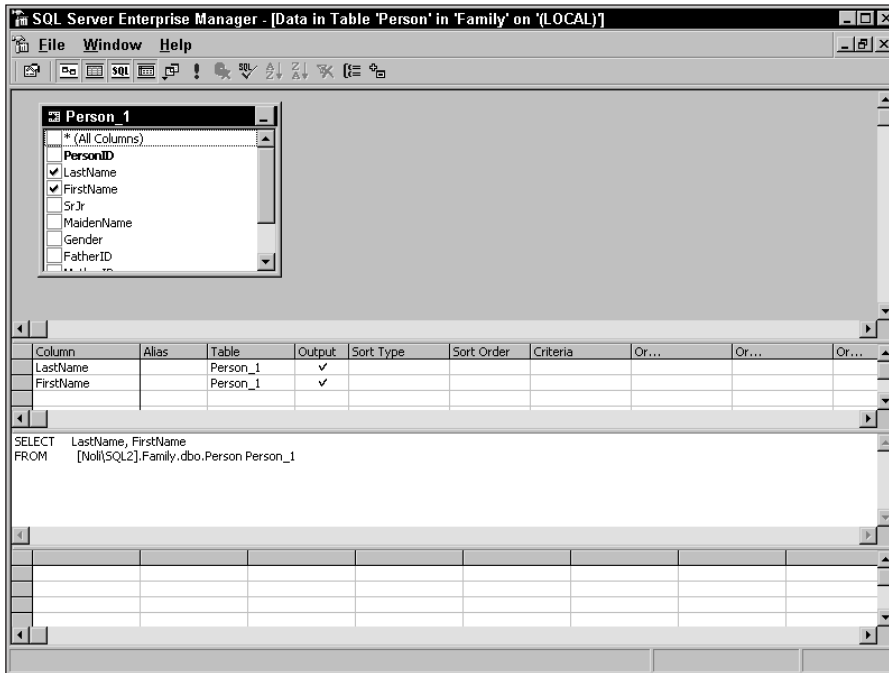 SQL Server Enterprise Manager - [Data in Table 'Person' in 'Family' on '(LOCAL)']
File Window Help
SQL SQL
Person_1
* (All Columns)
PersonID
LastName
FirstName
SrJr
MaidenName
Gender
FatherID
Column Alias Table Output Sort Type Sort Order Criteria Or... Or... Or...
LastName Person_1
FirstName Person_1
SELECT LastName, FirstName
FROM [Noli\SQL2].Family.dbo.Person Person_1